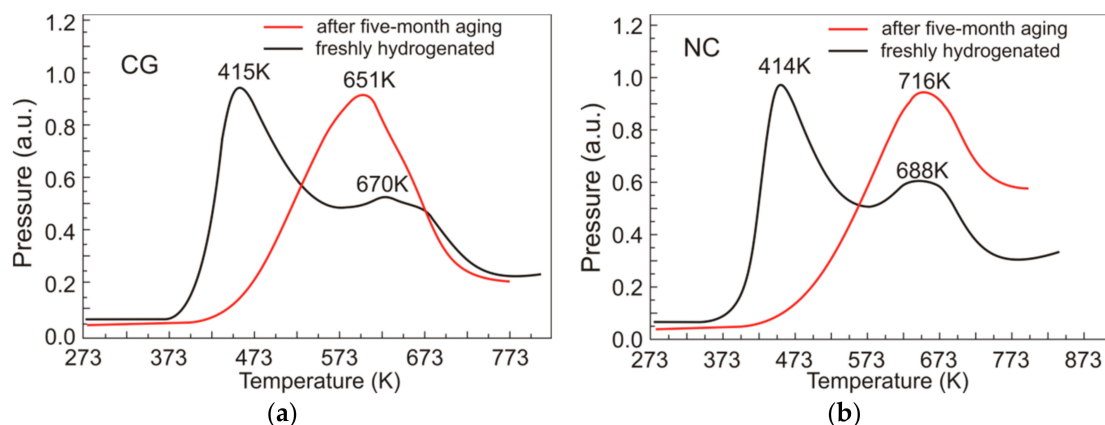 1.2
1.0
0.8
0.6
0.4
0.2
0.0
Pressure (a.u.)
after five-month aging
freshly hydrogenated
CG
415K
651K
670K
273 373 473 573 673 773
Temperature (K)
(a)
1.2
1.0
0.8
0.6
0.4
0.2
0.0
Pressure (a.u.)
after five-month aging
freshly hydrogenated
NC
414K
716K
688K
273 373 473 573 673 773 873
Temperature (K)
(b)